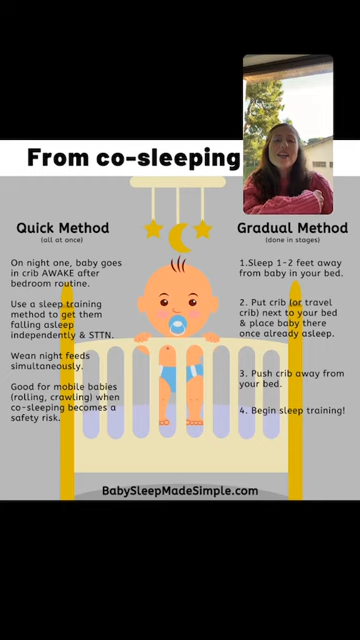 From co-sleeping
Quick Method
(all at once)
On night one, baby goes
in crib AWAKE after
bedroom routine.
Use a sleep training
method to get them
falling asleep
independently & STTN.
Wean night feeds
simultaneously.
Good for mobile babies
(rolling, crawling) when
co-sleeping becomes a
safety risk.
Gradual Method
(done in stages)
1.Sleep 1-2 feet away
from baby in your bed.
2. Put crib (or travel
crib) next to your bed
& place baby there
once already asleep.
3. Push crib away from
your bed.
4. Begin sleep training!
BabySleepMadeSimple.com